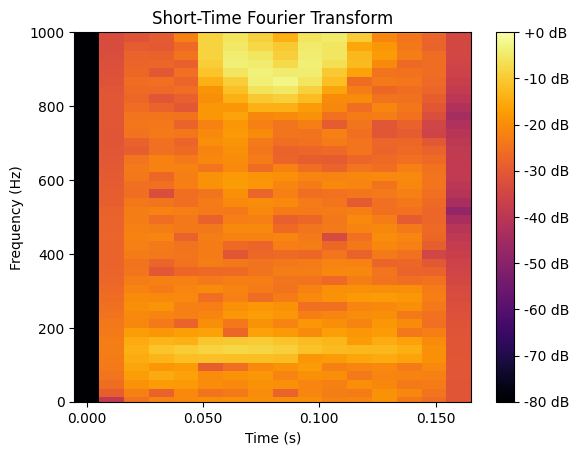 Short-Time Fourier Transform
1000
800
600
400
200
0
Frequency (Hz)
0.000
0.050
0.100
0.150
Time (s)
+0 dB
-10 dB
-20 dB
-30 dB
-40 dB
-50 dB
-60 dB
-70 dB
-80 dB